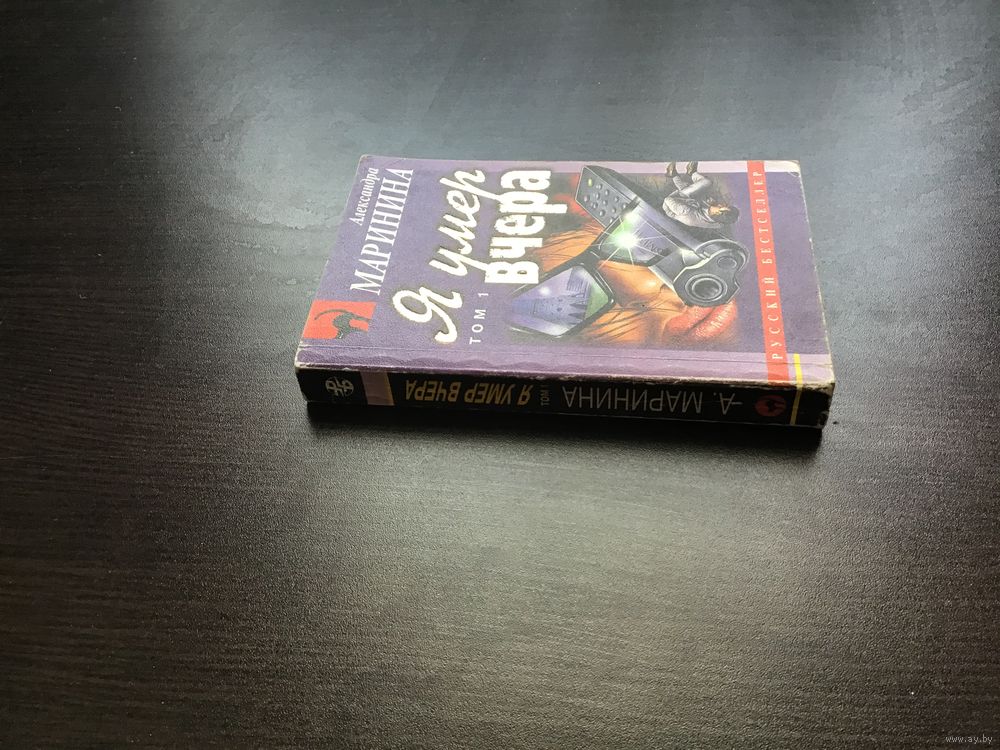 Александра
МАРИНИНА
Я умер
вчера
ТОМ 1
РУССКИЙ БЕСТСЕЛЛЕР
А. МАРИНИНА
ТОМ 1
Я УМЕР ВЧЕРА
www.ay.by